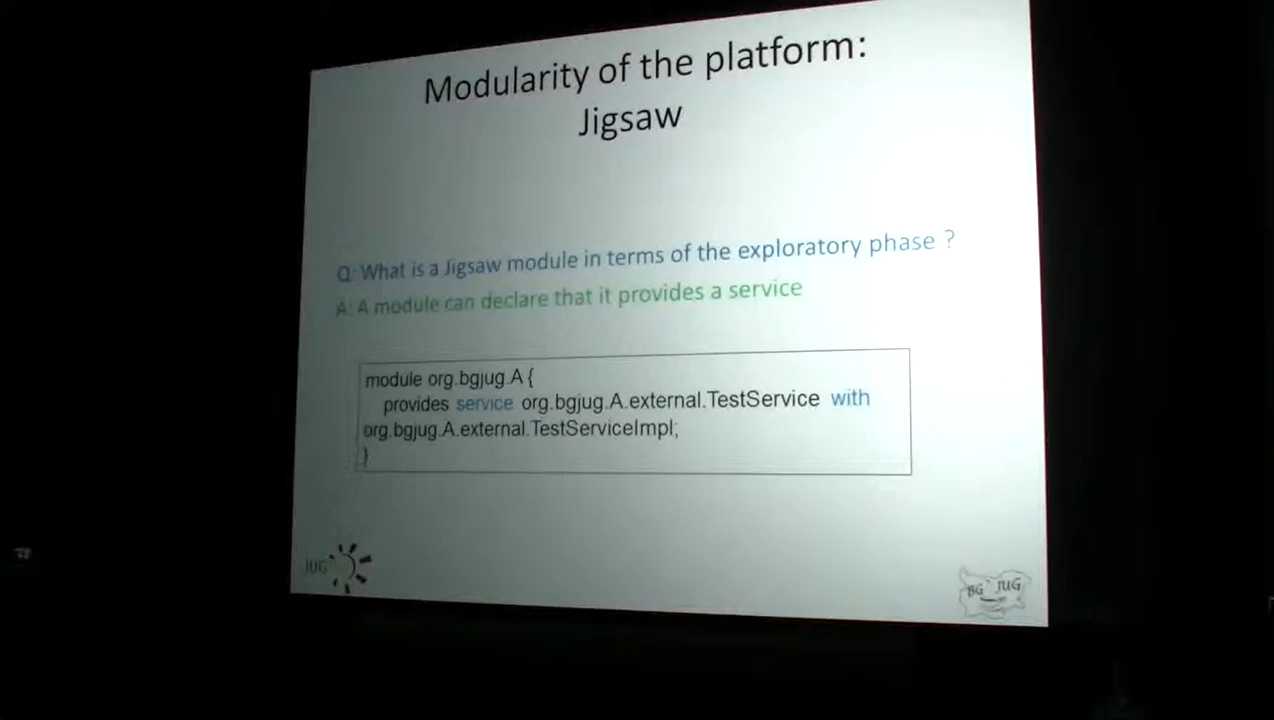 Modularity of the platform:
Jigsaw
Q: What is a Jigsaw module in terms of the exploratory phase ?
A: A module can declare that it provides a service
module org.bgjug.A {
provides service org.bgjug.A.external.TestService with
org.bgjug.A.external.TestServiceImpl;
}
JUG
BG JUG